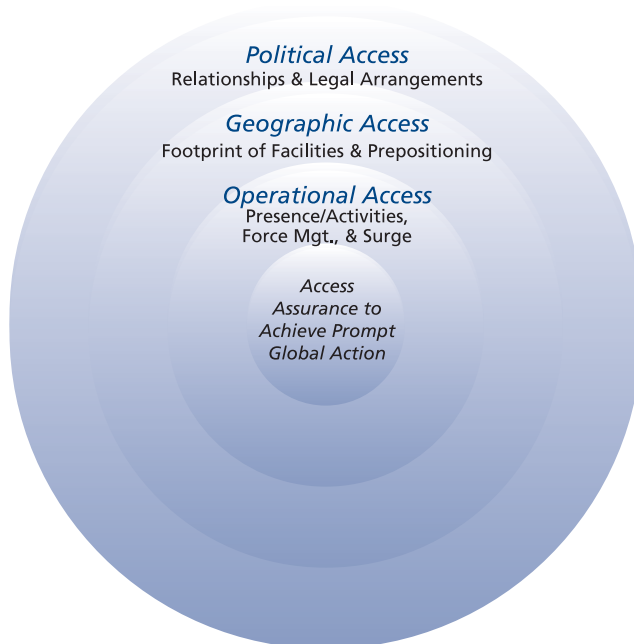 Political Access
Relationships & Legal Arrangements
Geographic Access
Footprint of Facilities & Prepositioning
Operational Access
Presence/Activities,
Force Mgt., & Surge
Access
Assurance to
Achieve Prompt
Global Action